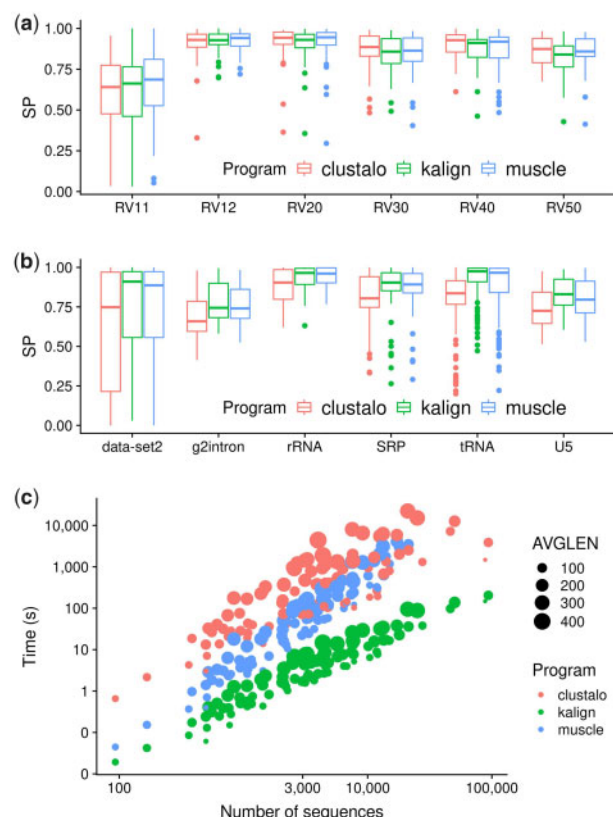 (a)
SP
1.00
0.75
0.50
0.25
0.00
Program clustalo kalign muscle
RV11 RV12 RV20 RV30 RV40 RV50
(b)
SP
1.00
0.75
0.50
0.25
0.00
Program clustalo kalign muscle
data-set2 g2intron rRNA SRP tRNA U5
(c)
Time (s)
10,000
1,000
100
10
1
0
0
100 3,000 10,000 100,000
Number of sequences
AVGLEN
100
200
300
400
Program
clustalo
kalign
muscle